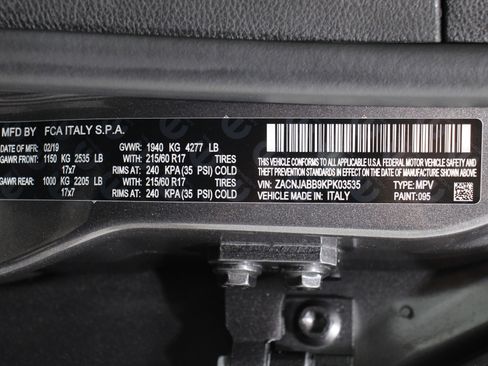 MFD BY FCA ITALY S.P.A.
DATE OF MFR: 02/19 GVWR: 1940 KG 4277 LB
GAWR FRONT: 1150 KG 2535 LB WITH: 215/60 R17 TIRES
17x7 RIMS AT: 240 KPA (35 PSI) COLD
GAWR REAR: 1000 KG 2205 LB WITH: 215/60 R17 TIRES
17x7 RIMS AT: 240 KPA (35 PSI) COLD
THIS VEHICLE CONFORMS TO ALL APPLICABLE U.S.A. FEDERAL MOTOR VEHICLE SAFETY AND
THEFT PREVENTION STANDARDS IN EFFECT ON THE DATE OF MANUFACTURE SHOWN ABOVE
VIN: ZACNJABB9KPK03535 TYPE: MPV
VEHICLE MADE IN: ITALY PAINT: 095